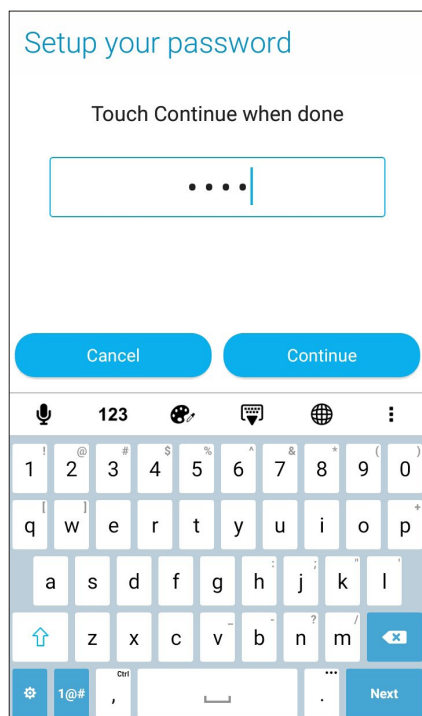 Setup your password
Touch Continue when done
••••
Cancel Continue
123
! @ # $ % ^ & * ( )
1 2 3 4 5 6 7 8 9 0
[ ] +
q w e r t y u i o p
: ; " '
a s d f g h j k l
_ - ? /
z x c v b n m
Ctrl •••
1@# , . Next